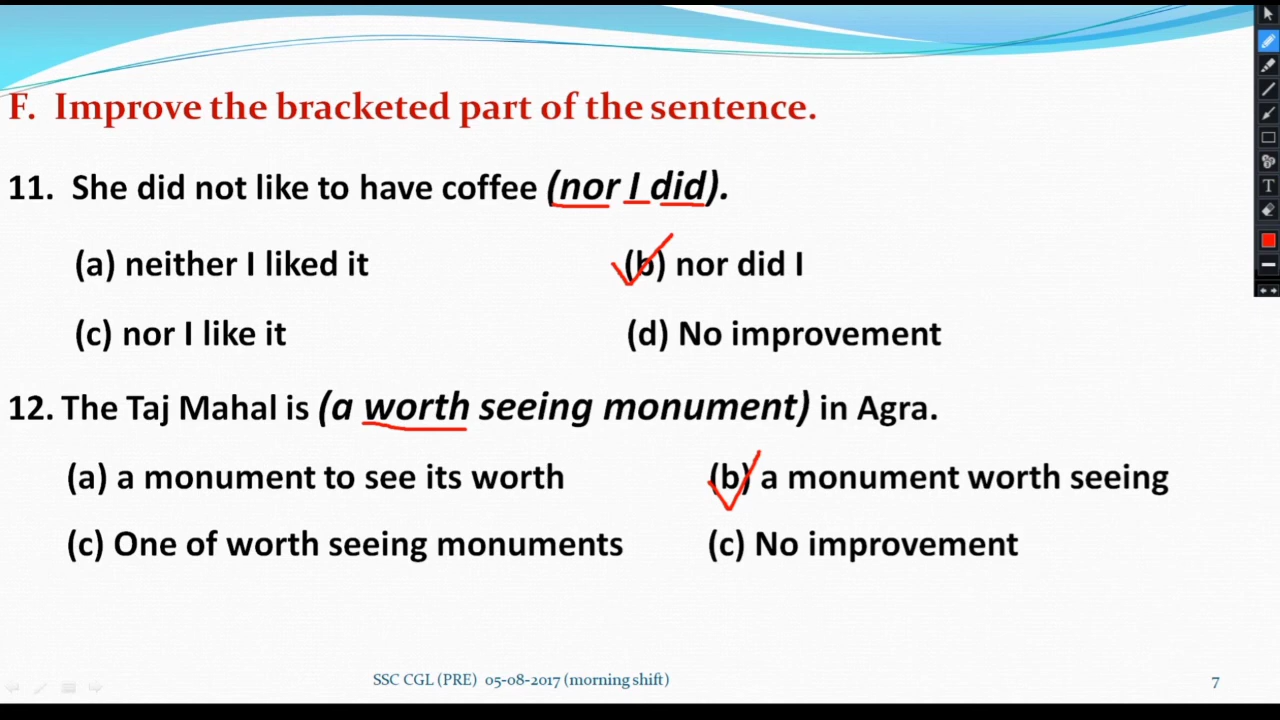 F. Improve the bracketed part of the sentence.
11. She did not like to have coffee (nor I did).
(a) neither I liked it (b) nor did I
(c) nor I like it (d) No improvement
12. The Taj Mahal is (a worth seeing monument) in Agra.
(a) a monument to see its worth (b) a monument worth seeing
(c) One of worth seeing monuments (c) No improvement
SSC CGL (PRE) 05-08-2017 (morning shift) 7